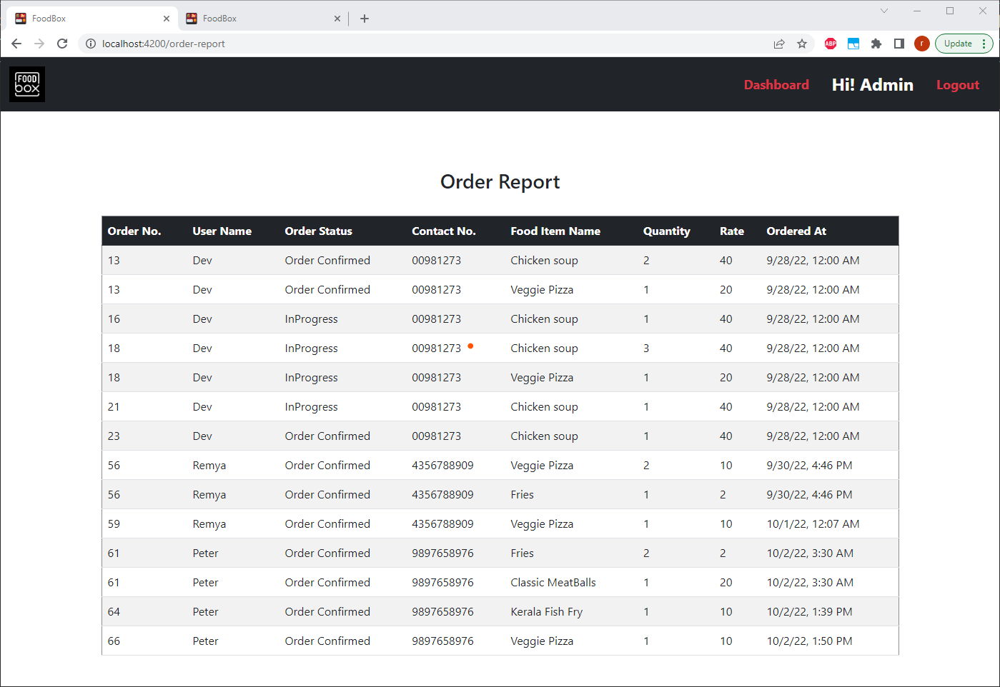 FoodBox
FoodBox
localhost:4200/order-report
ABP
r
Update
FOOD
box
Dashboard
Hi! Admin
Logout
Order Report
Order No. User Name Order Status Contact No. Food Item Name Quantity Rate Ordered At
13 Dev Order Confirmed 00981273 Chicken soup 2 40 9/28/22, 12:00 AM
13 Dev Order Confirmed 00981273 Veggie Pizza 1 20 9/28/22, 12:00 AM
16 Dev InProgress 00981273 Chicken soup 1 40 9/28/22, 12:00 AM
18 Dev InProgress 00981273 Chicken soup 3 40 9/28/22, 12:00 AM
18 Dev InProgress 00981273 Veggie Pizza 1 20 9/28/22, 12:00 AM
21 Dev InProgress 00981273 Chicken soup 1 40 9/28/22, 12:00 AM
23 Dev Order Confirmed 00981273 Chicken soup 1 40 9/28/22, 12:00 AM
56 Remya Order Confirmed 4356788909 Veggie Pizza 2 10 9/30/22, 4:46 PM
56 Remya Order Confirmed 4356788909 Fries 1 2 9/30/22, 4:46 PM
59 Remya Order Confirmed 4356788909 Veggie Pizza 1 10 10/1/22, 12:07 AM
61 Peter Order Confirmed 9897658976 Fries 2 2 10/2/22, 3:30 AM
61 Peter Order Confirmed 9897658976 Classic MeatBalls 1 20 10/2/22, 3:30 AM
64 Peter Order Confirmed 9897658976 Kerala Fish Fry 1 10 10/2/22, 1:39 PM
66 Peter Order Confirmed 9897658976 Veggie Pizza 1 10 10/2/22, 1:50 PM